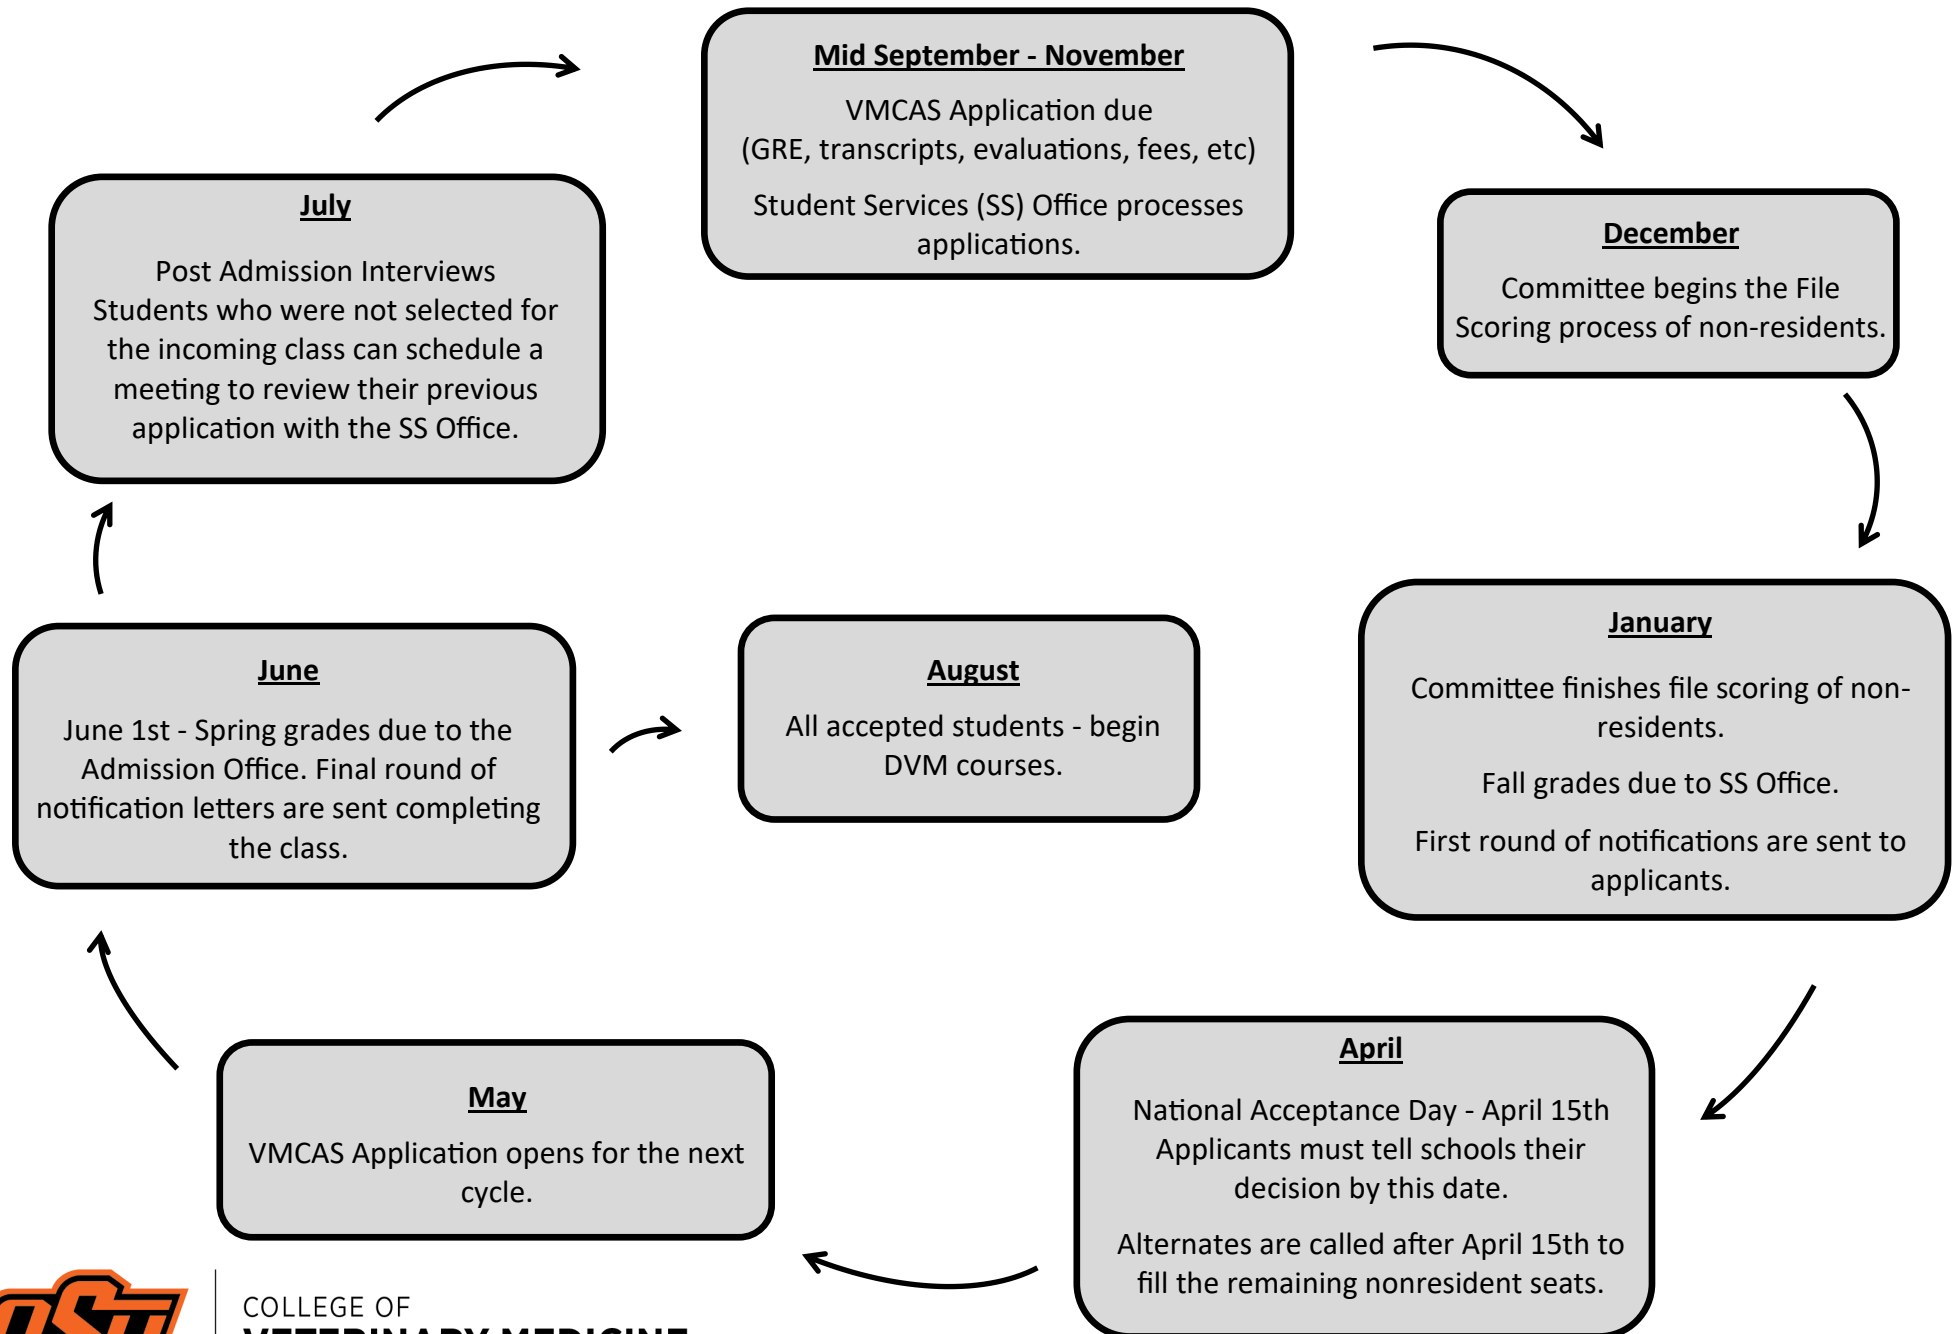 Mid September - November
VMCAS Application due
(GRE, transcripts, evaluations, fees, etc)
Student Services (SS) Office processes
applications.
December
Committee begins the File
Scoring process of non-residents.
January
Committee finishes file scoring of non-
residents.
Fall grades due to SS Office.
First round of notifications are sent to
applicants.
April
National Acceptance Day - April 15th
Applicants must tell schools their
decision by this date.
Alternates are called after April 15th to
fill the remaining nonresident seats.
May
VMCAS Application opens for the next
cycle.
June
June 1st - Spring grades due to the
Admission Office. Final round of
notification letters are sent completing
the class.
July
Post Admission Interviews
Students who were not selected for
the incoming class can schedule a
meeting to review their previous
application with the SS Office.
August
All accepted students - begin
DVM courses.
OSU
COLLEGE OF
VETERINARY MEDICINE